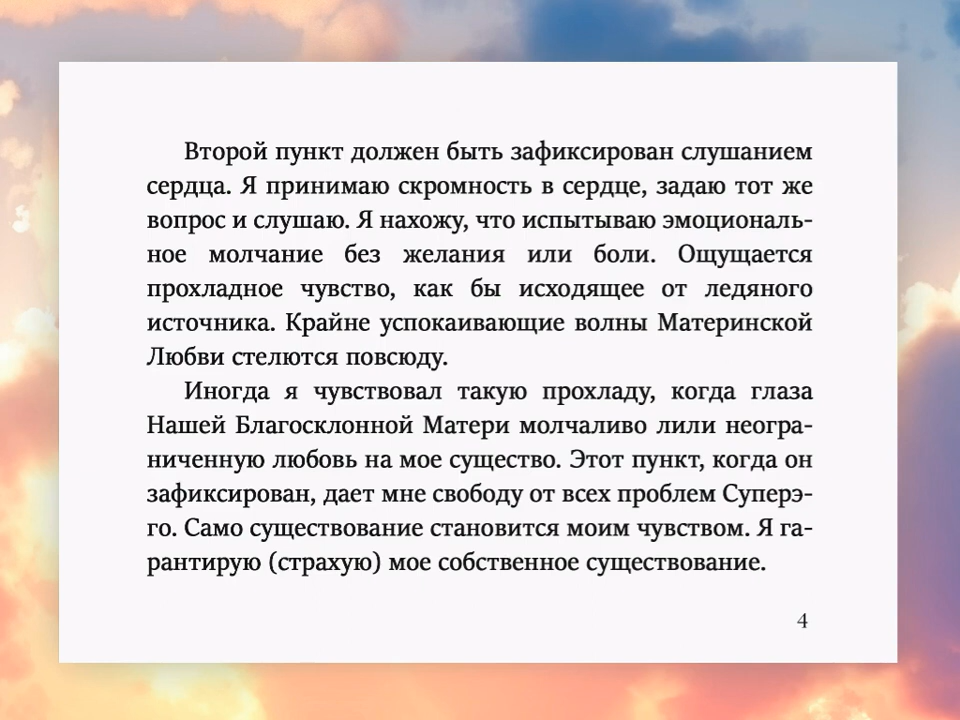 Второй пункт должен быть зафиксирован слушанием
сердца. Я принимаю скромность в сердце, задаю тот же
вопрос и слушаю. Я нахожу, что испытываю эмоциональ-
ное молчание без желания или боли. Ощущается
прохладное чувство, как бы исходящее от ледяного
источника. Крайне успокаивающие волны Материнской
Любви стелются повсюду.
Иногда я чувствовал такую прохладу, когда глаза
Нашей Благосклонной Матери молчаливо лили неогра-
ниченную любовь на мое существо. Этот пункт, когда он
зафиксирован, дает мне свободу от всех проблем Суперэ-
го. Само существование становится моим чувством. Я га-
рантирую (страхую) мое собственное существование.
4